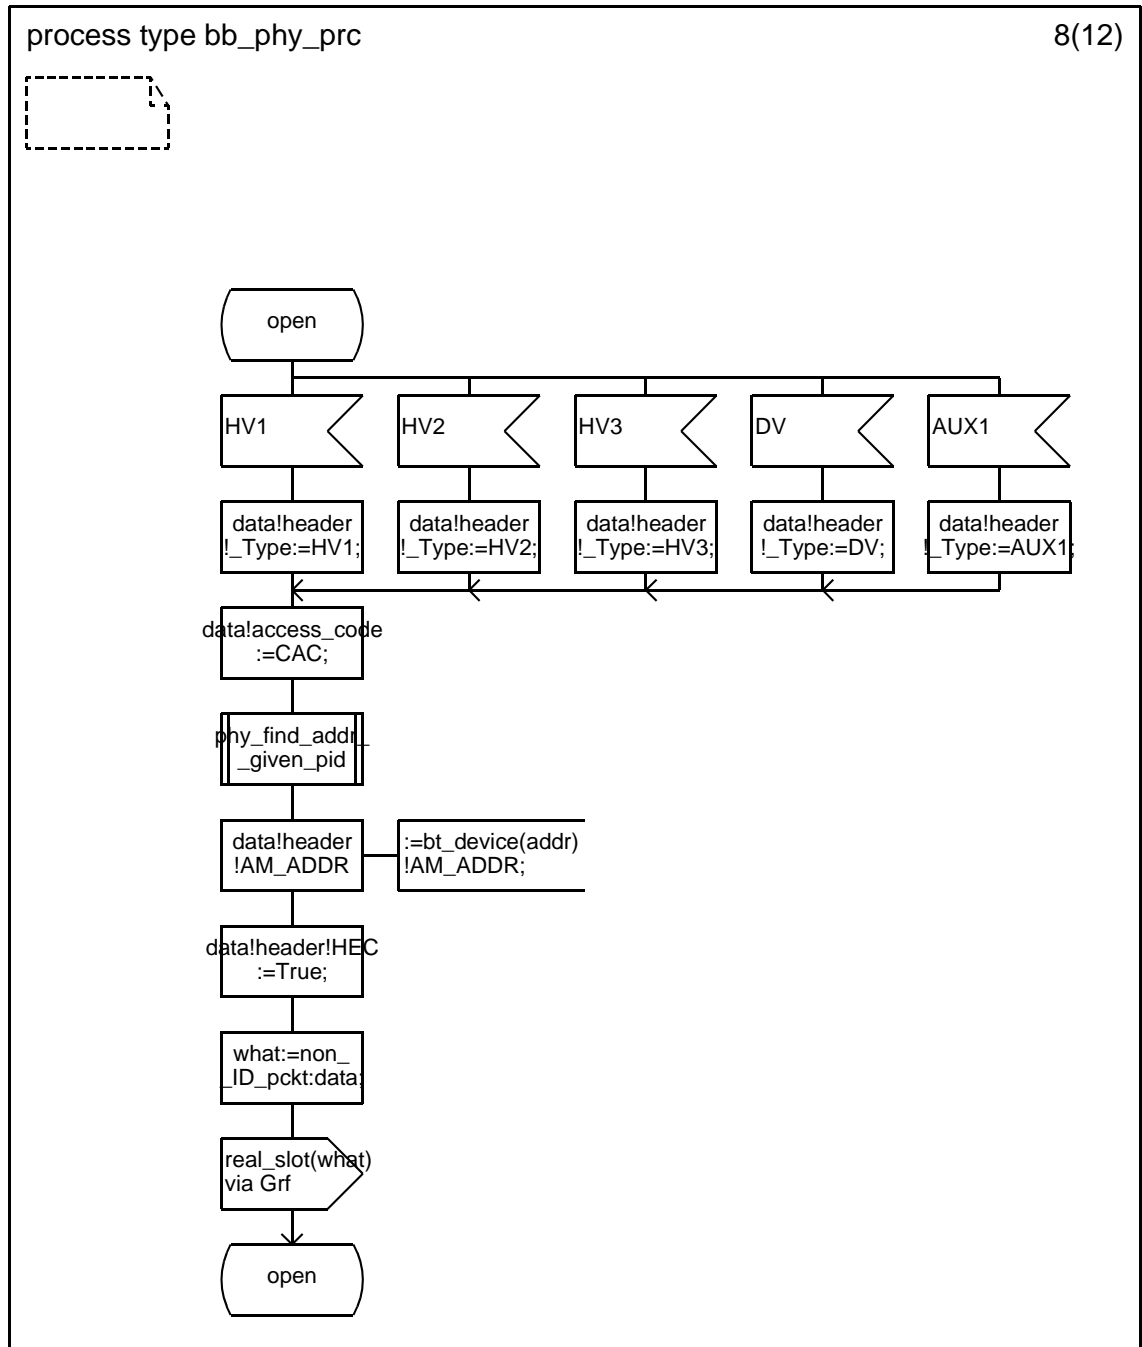 process type bb_phy_prc
8(12)
open
HV1
HV2
HV3
DV
AUX1
data!header
!_Type:=HV1;
data!header
!_Type:=HV2;
data!header
!_Type:=HV3;
data!header
!_Type:=DV;
data!header
!_Type:=AUX1;
data!access_code
:=CAC;
phy_find_addr_
_given_pid
data!header
!AM_ADDR
:=bt_device(addr)
!AM_ADDR;
data!header!HEC
:=True;
what:=non_
_ID_pckt:data;
real_slot(what)
via Grf
open